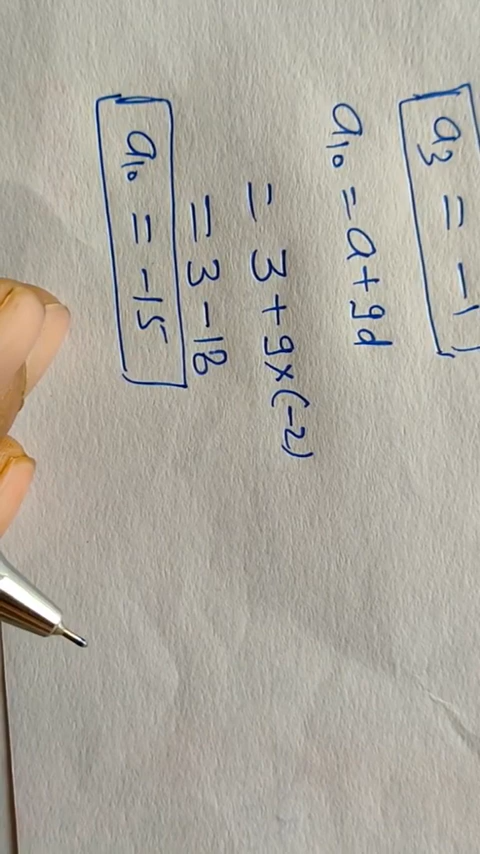 a₃ = -1
a₁₀ = a + 9d
= 3 + 9 × (-2)
= 3 - 18
a₁₀ = -15